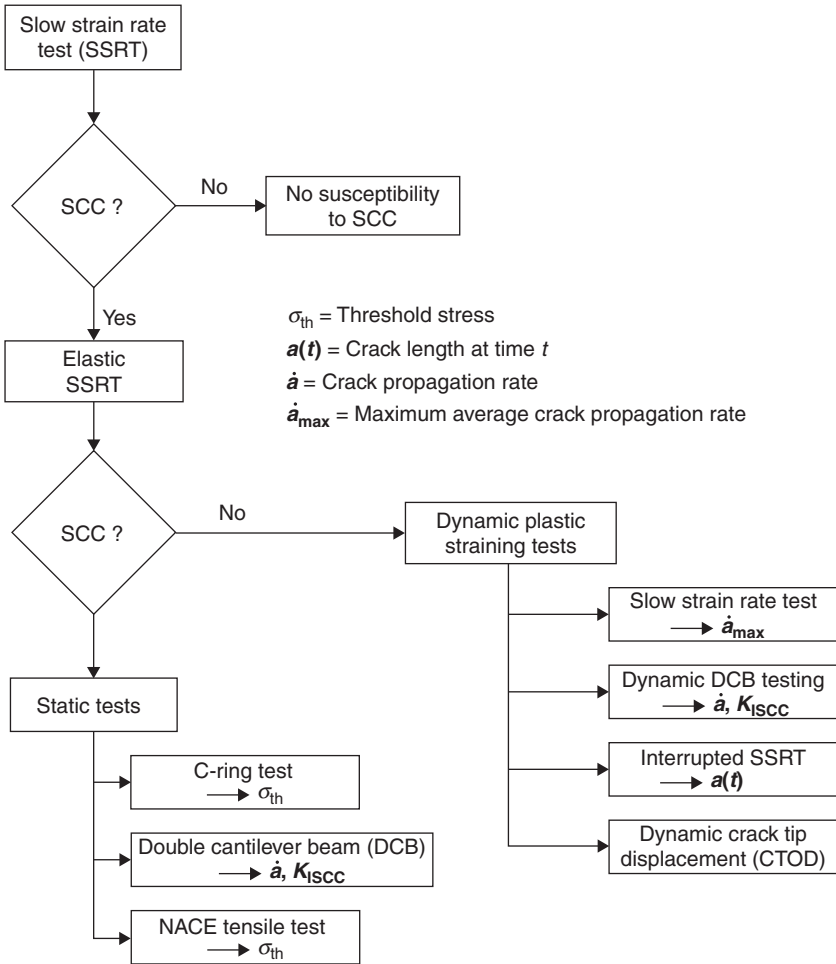 Slow strain rate
test (SSRT)
SCC ?
No
No susceptibility
to SCC
Yes
Elastic
SSRT
σth = Threshold stress
a(t) = Crack length at time t
ȧ = Crack propagation rate
ȧmax = Maximum average crack propagation rate
SCC ?
No
Dynamic plastic
straining tests
Static tests
C-ring test
→ σth
Double cantilever beam (DCB)
→ ȧ, KISCC
NACE tensile test
→ σth
Slow strain rate test
→ ȧmax
Dynamic DCB testing
→ ȧ, KISCC
Interrupted SSRT
→ a(t)
Dynamic crack tip
displacement (CTOD)